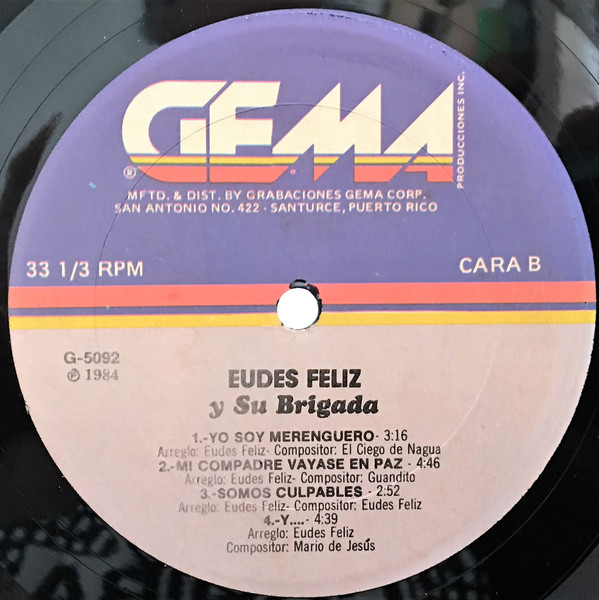 GEMA
®
PRODUCCIONES INC.
MFTD. & DIST. BY GRABACIONES GEMA CORP.
SAN ANTONIO NO. 422 - SANTURCE, PUERTO RICO
33 1/3 RPM
CARA B
G-5092
℗ 1984
EUDES FELIZ
y Su Brigada
1.-YO SOY MERENGUERO- 3:16
Arreglo: Eudes Feliz- Compositor: El Ciego de Nagua
2.-MI COMPADRE VAYASE EN PAZ - 4:46
Arreglo: Eudes Feliz- Compositor: Guandito
3.-SOMOS CULPABLES - 2:52
Arreglo: Eudes Feliz- Compositor: Eudes Feliz
4.-Y....- 4:39
Arreglo: Eudes Feliz
Compositor: Mario de Jesús